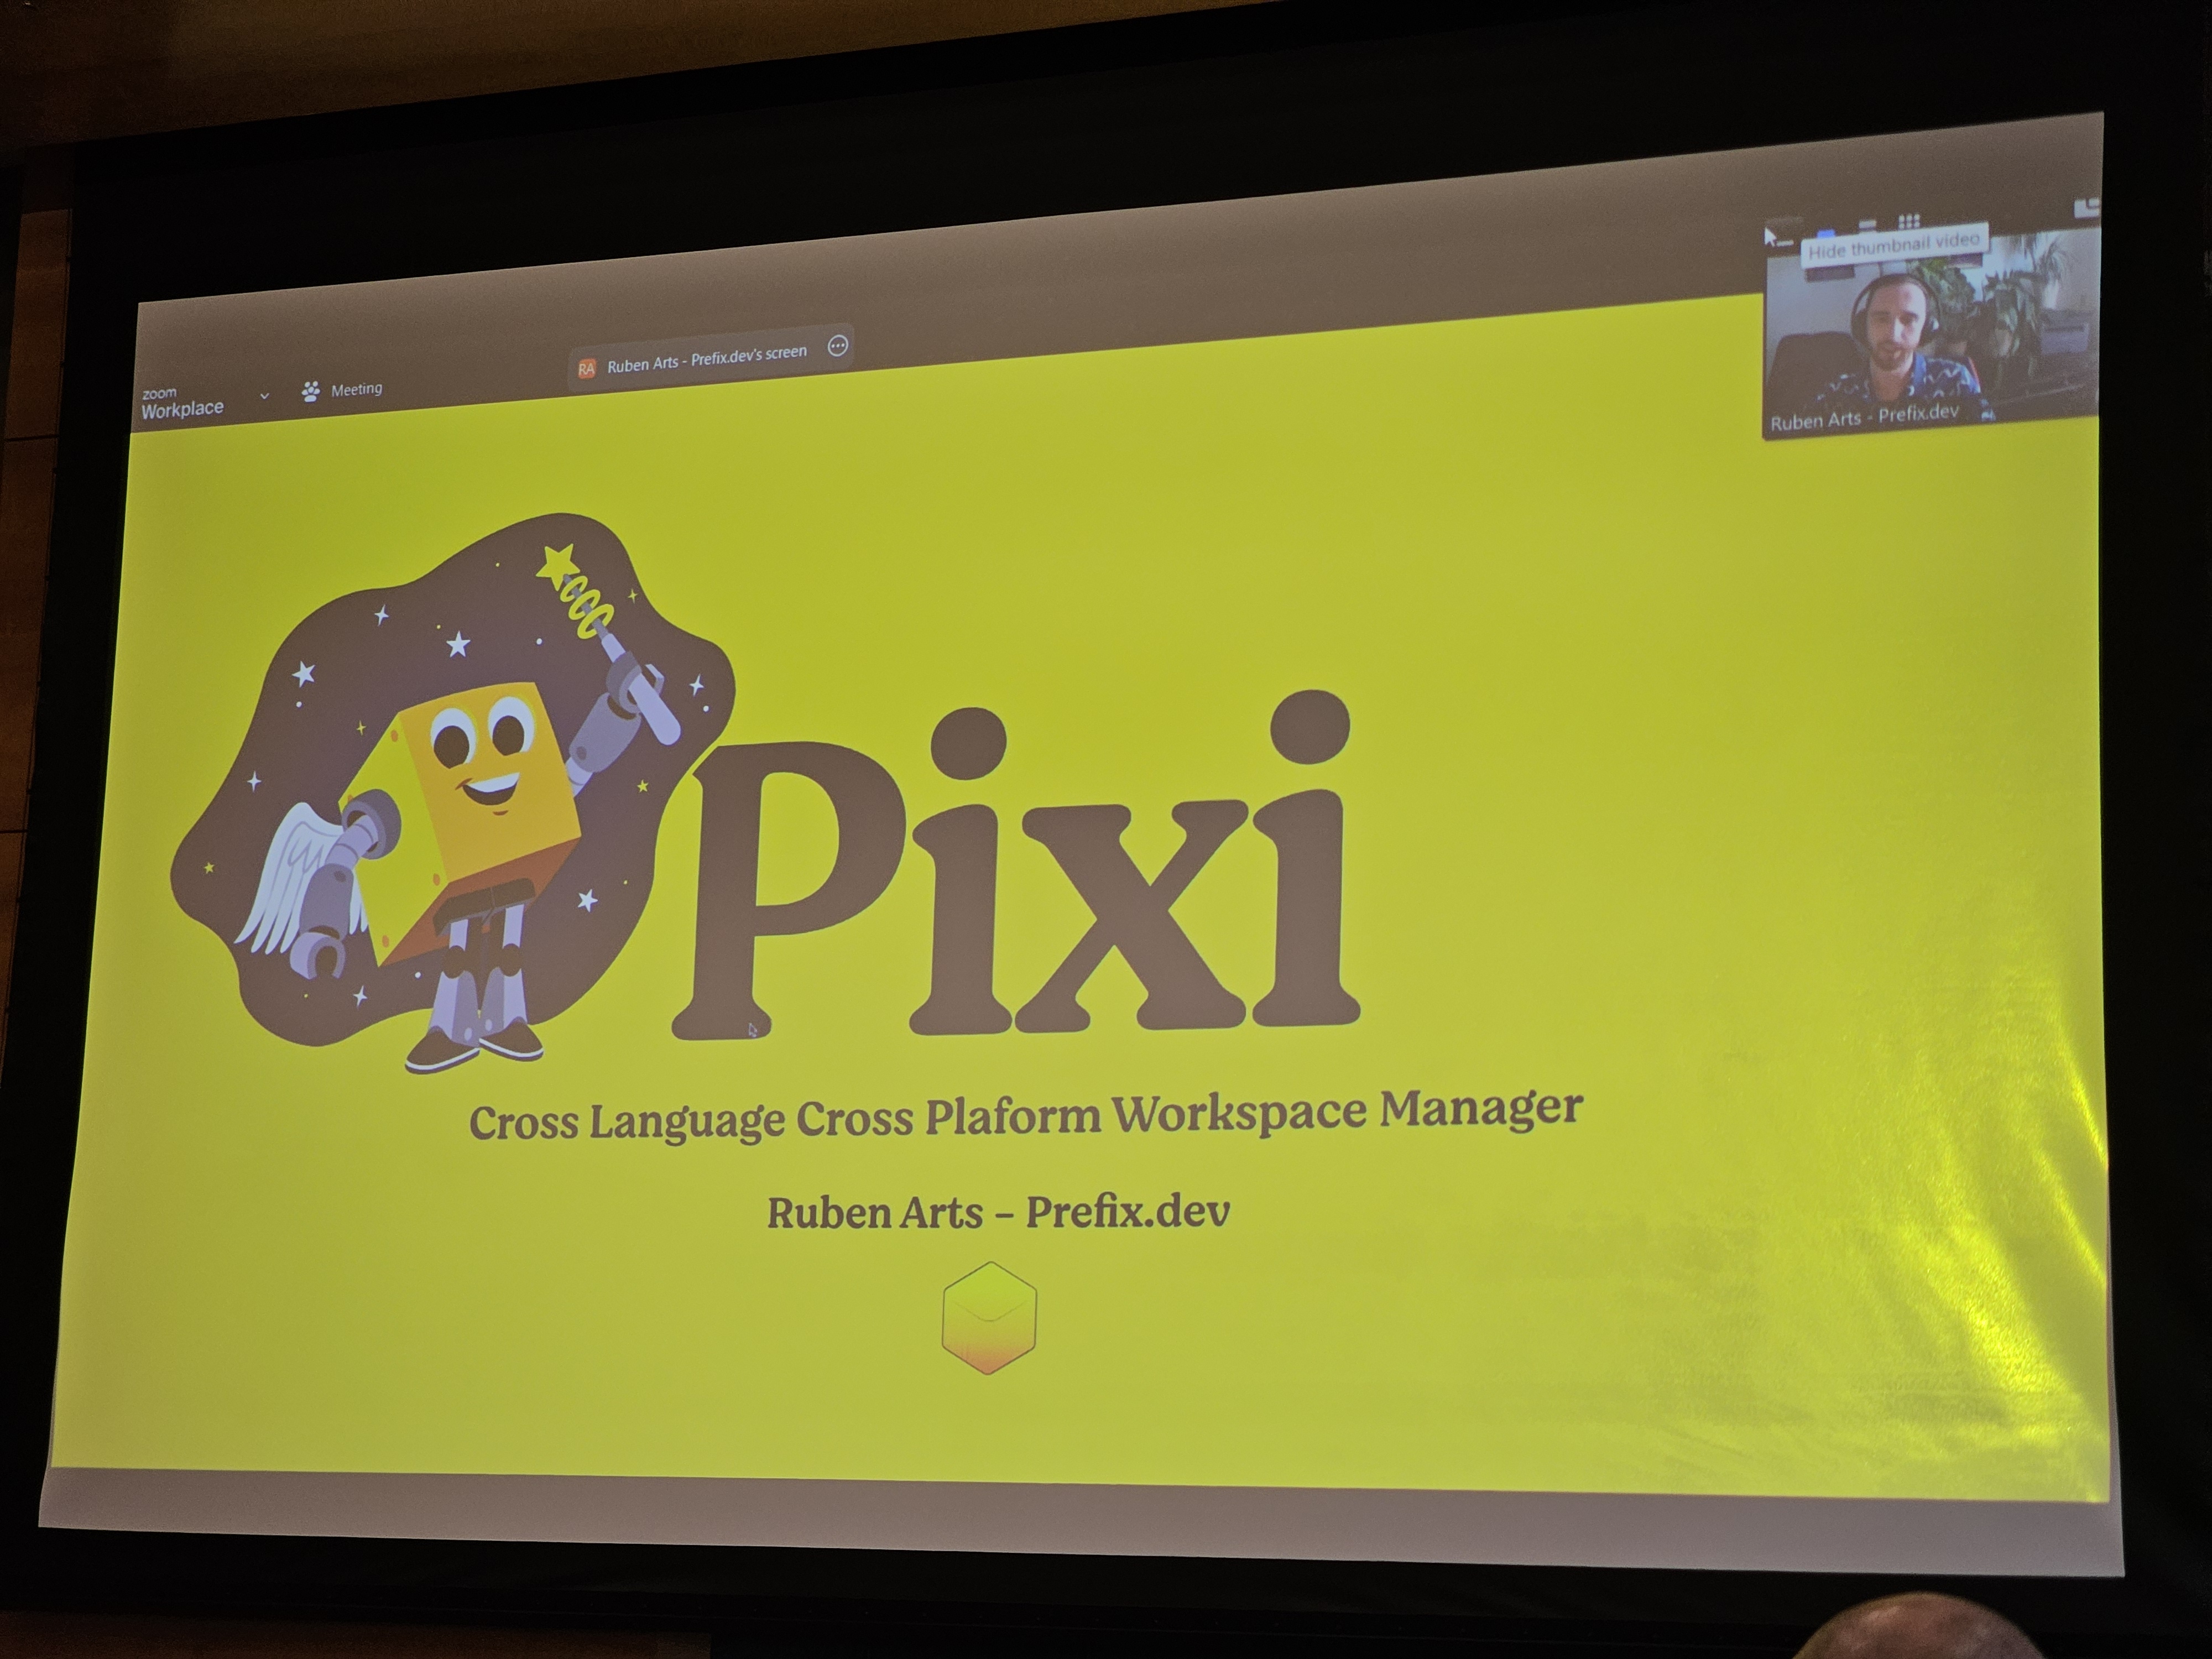 Hide thumbnail video
zoom
Workplace
Meeting
RA
Ruben Arts - Prefix.dev's screen
Ruben Arts - Prefix.dev
Pixi
Cross Language Cross Plaform Workspace Manager
Ruben Arts – Prefix.dev